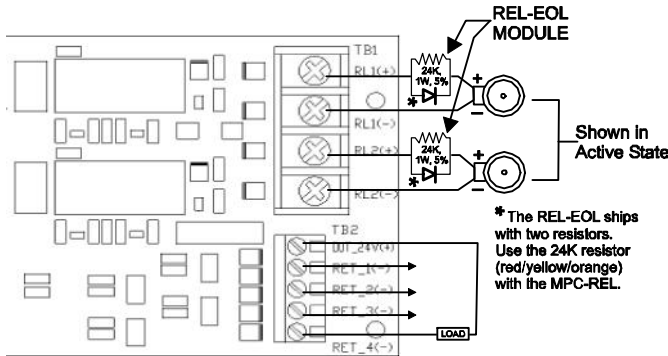 REL-EOL
MODULE
TB1
RL1(+)
24K,
1W, 5%
*
+
−
RL1(-)
RL2(+)
24K,
1W, 5%
*
+
−
RL2(-)
Shown in
Active State
* The REL-EOL ships
with two resistors.
Use the 24K resistor
(red/yellow/orange)
with the MPC-REL.
TB2
OUT_24V(+)
RET_1(-)
RET_2(-)
RET_3(-)
LOAD
RET_4(-)